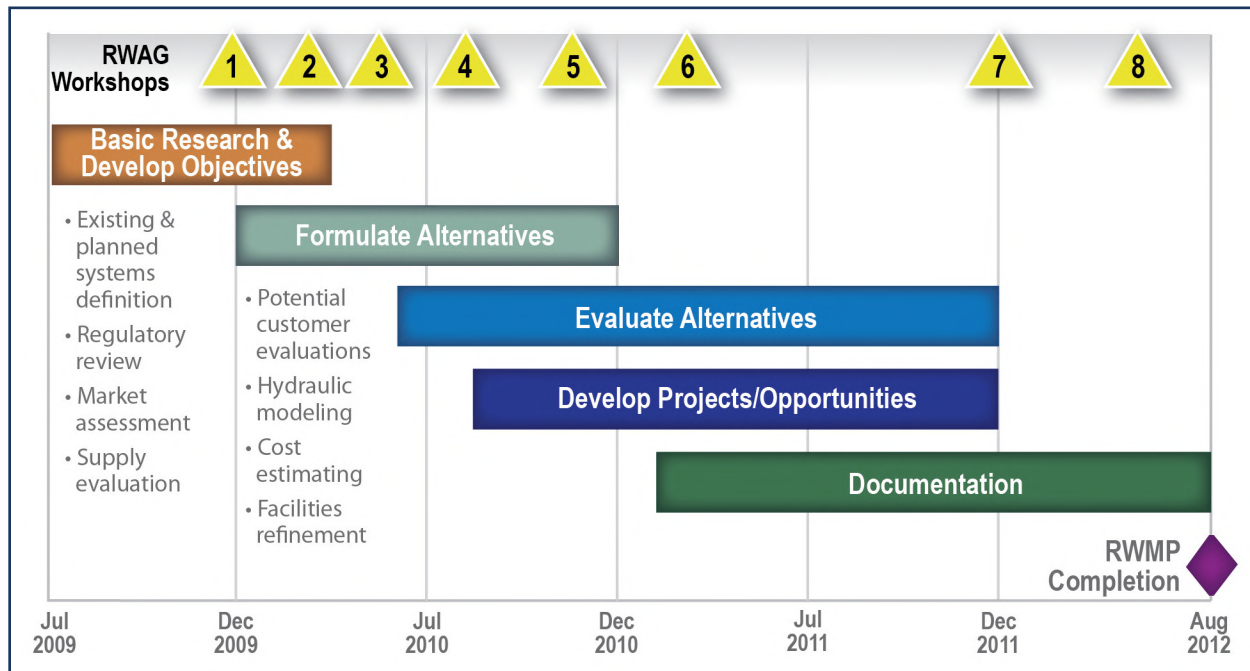 RWAG
Workshops
1
2
3
4
5
6
7
8
Basic Research &
Develop Objectives
• Existing &
planned
systems
definition
• Regulatory
review
• Market
assessment
• Supply
evaluation
Formulate Alternatives
• Potential
customer
evaluations
• Hydraulic
modeling
• Cost
estimating
• Facilities
refinement
Evaluate Alternatives
Develop Projects/Opportunities
Documentation
RWMP
Completion
Jul
2009
Dec
2009
Jul
2010
Dec
2010
Jul
2011
Dec
2011
Aug
2012